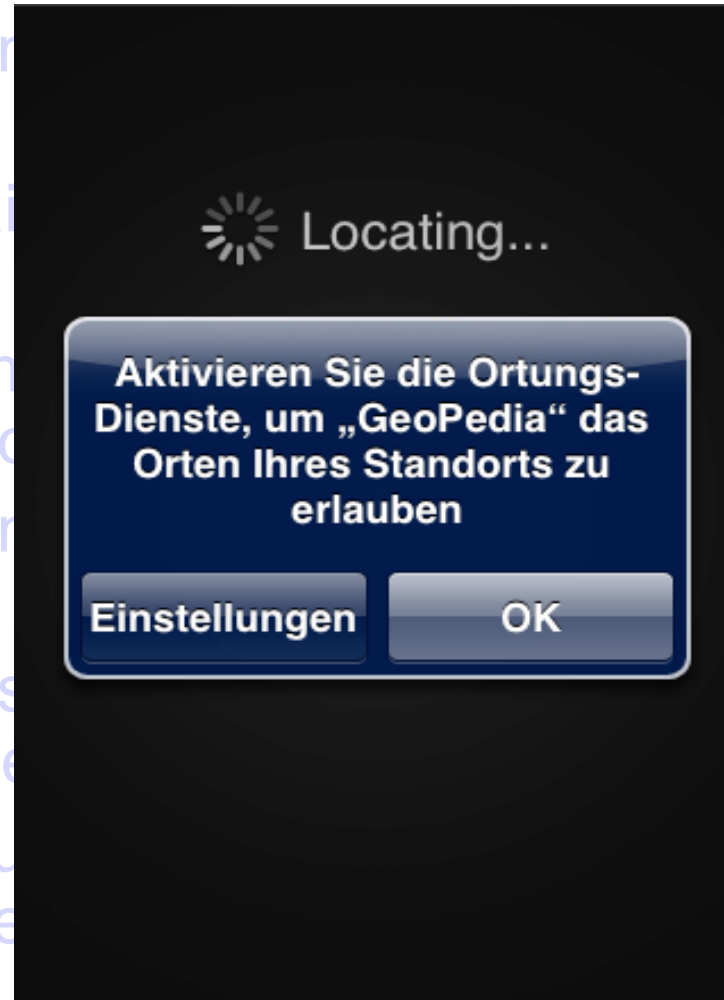 Locating...
Aktivieren Sie die Ortungs-
Dienste, um „GeoPedia“ das
Orten Ihres Standorts zu
erlauben
Einstellungen
OK